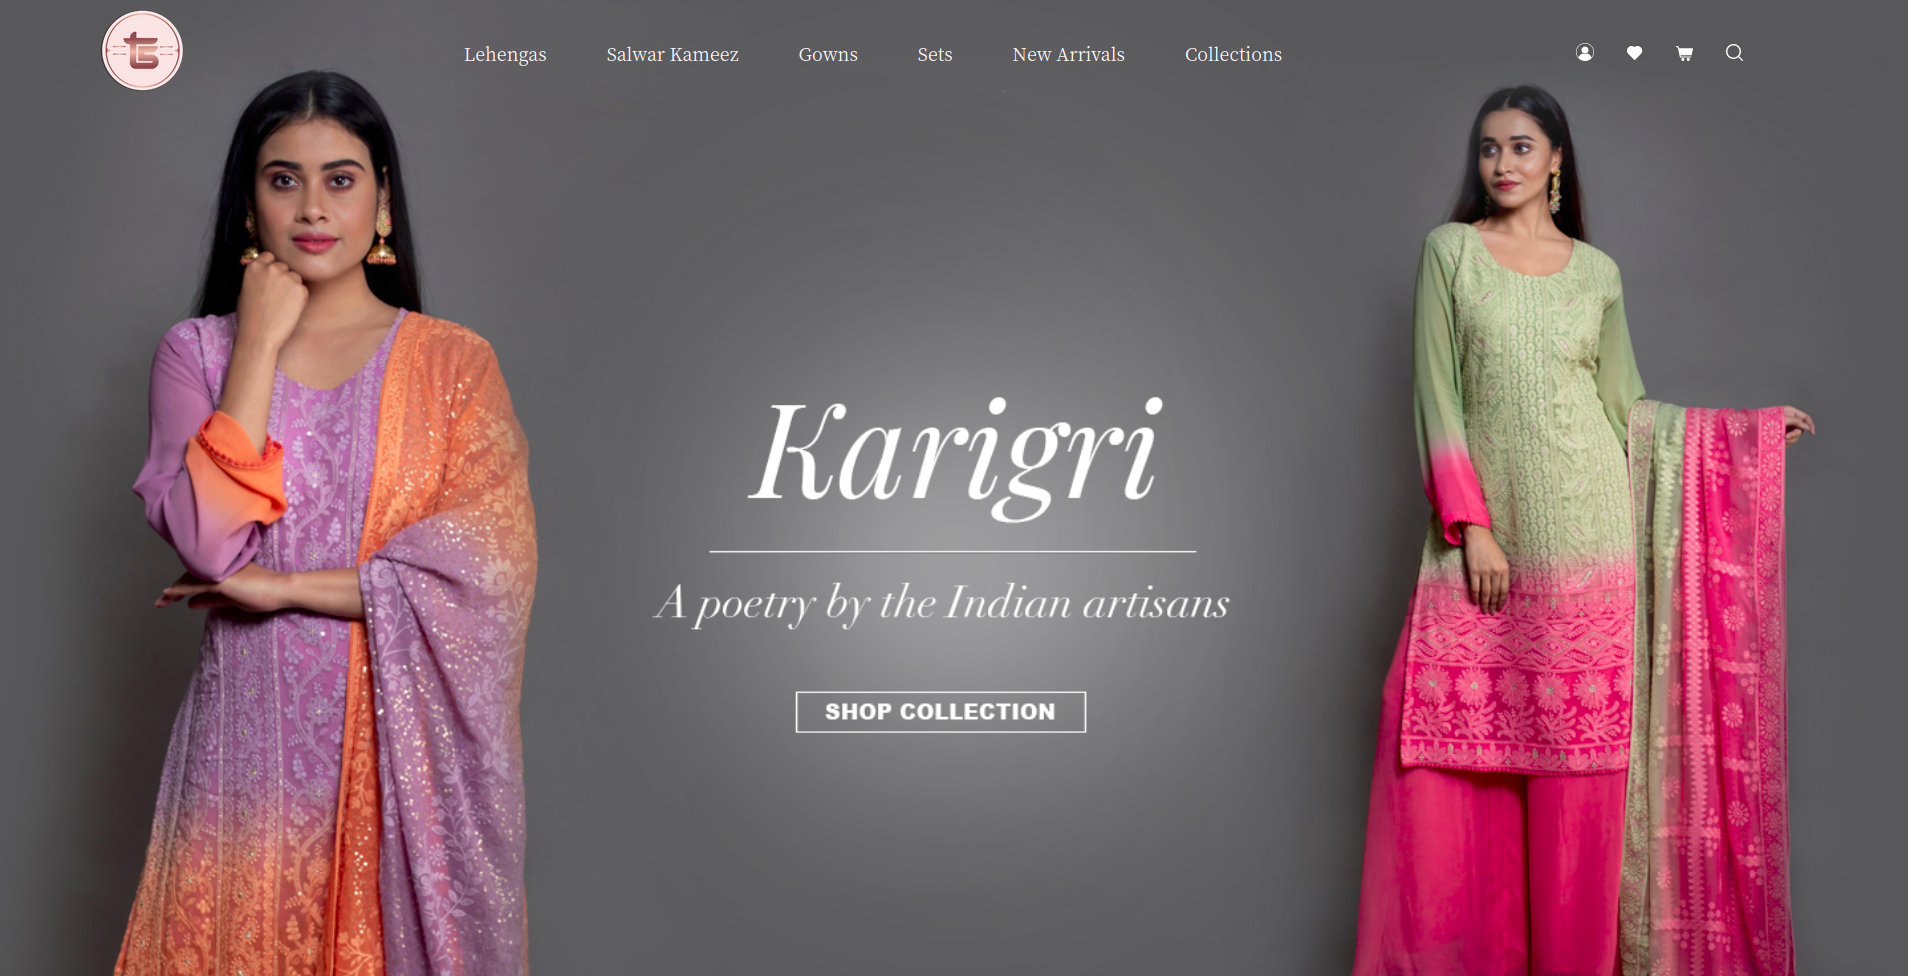 Lehengas
Salwar Kameez
Gowns
Sets
New Arrivals
Collections
Karigri
A poetry by the Indian artisans
SHOP COLLECTION